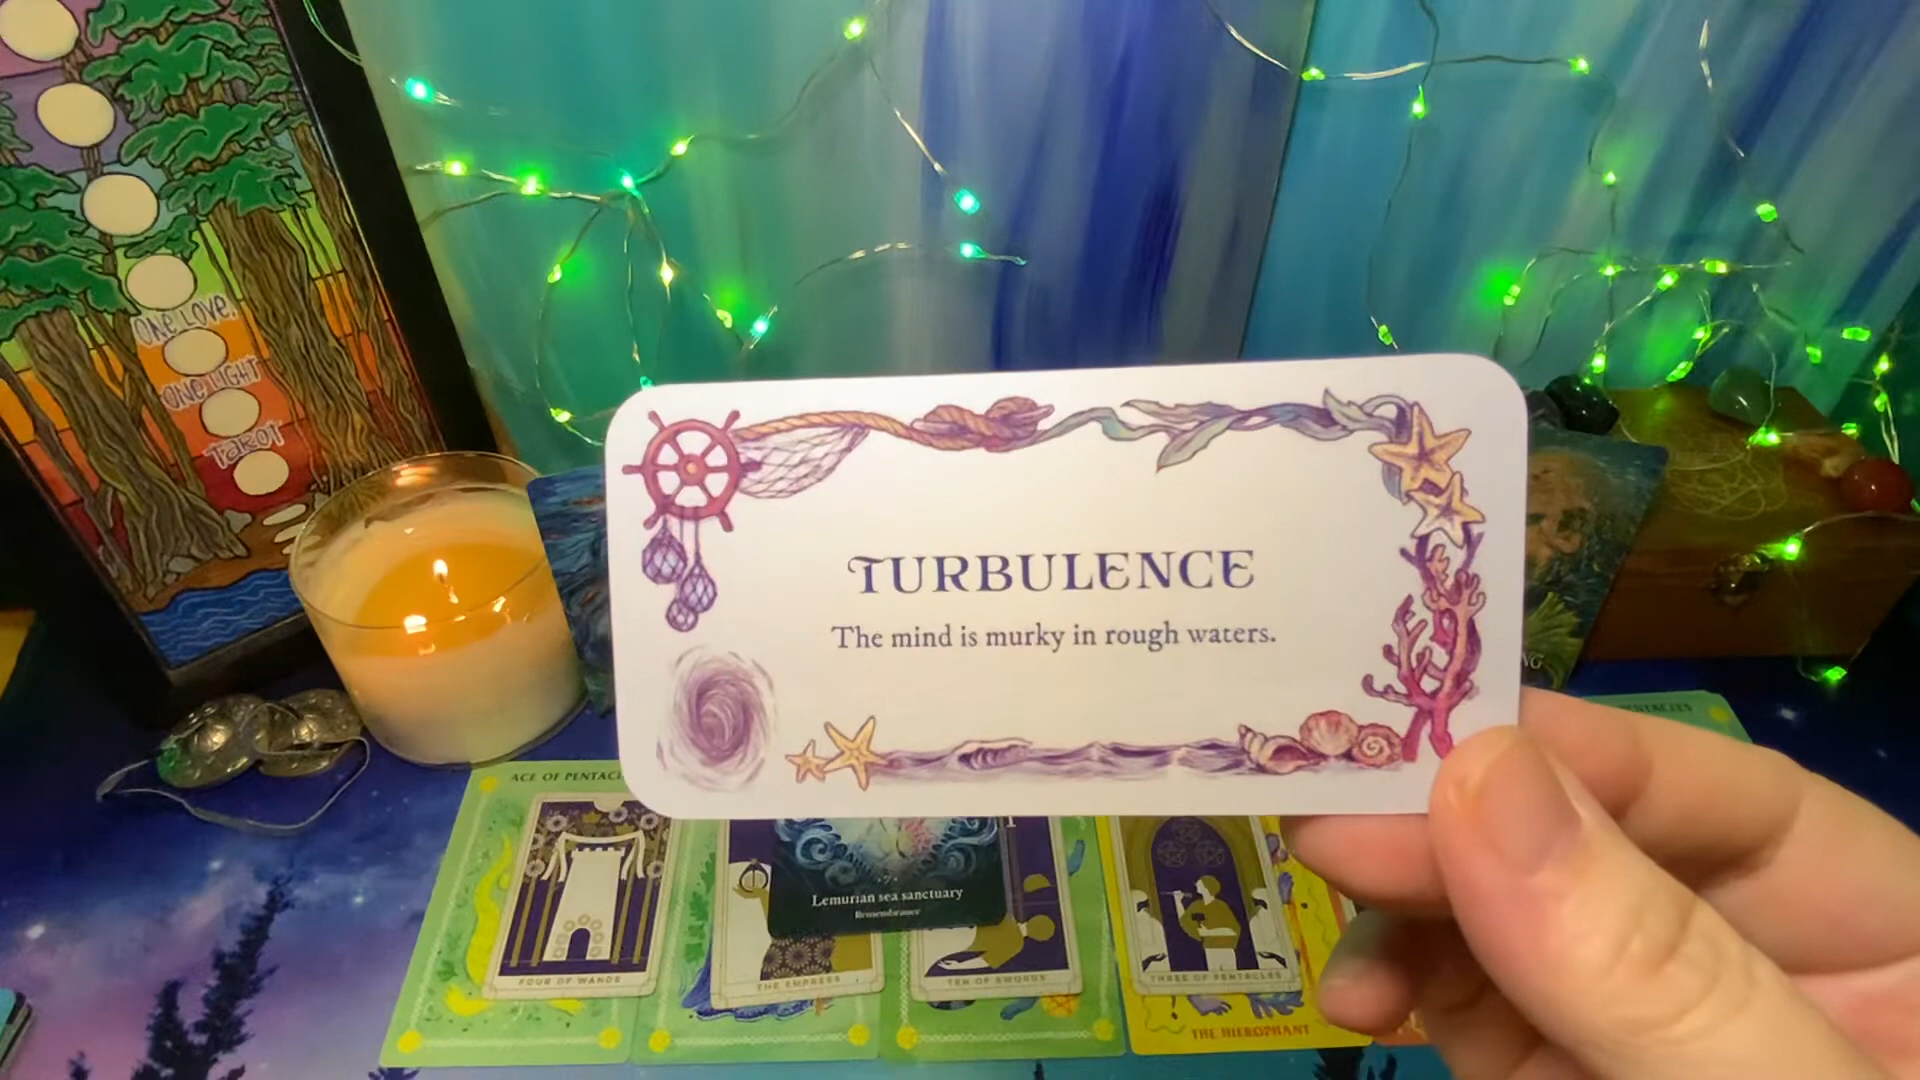 ONE LOVE.
ONE LIGHT
TAROT
TURBULENCE
The mind is murky in rough waters.
ACE OF
PENTACLES
Lemurian sea sanctuary
Remembrance
FOUR OF WANDS
THE EMPRESS
TEN OF SWORDS
THREE OF PENTACLES
THE HIEROPHANT